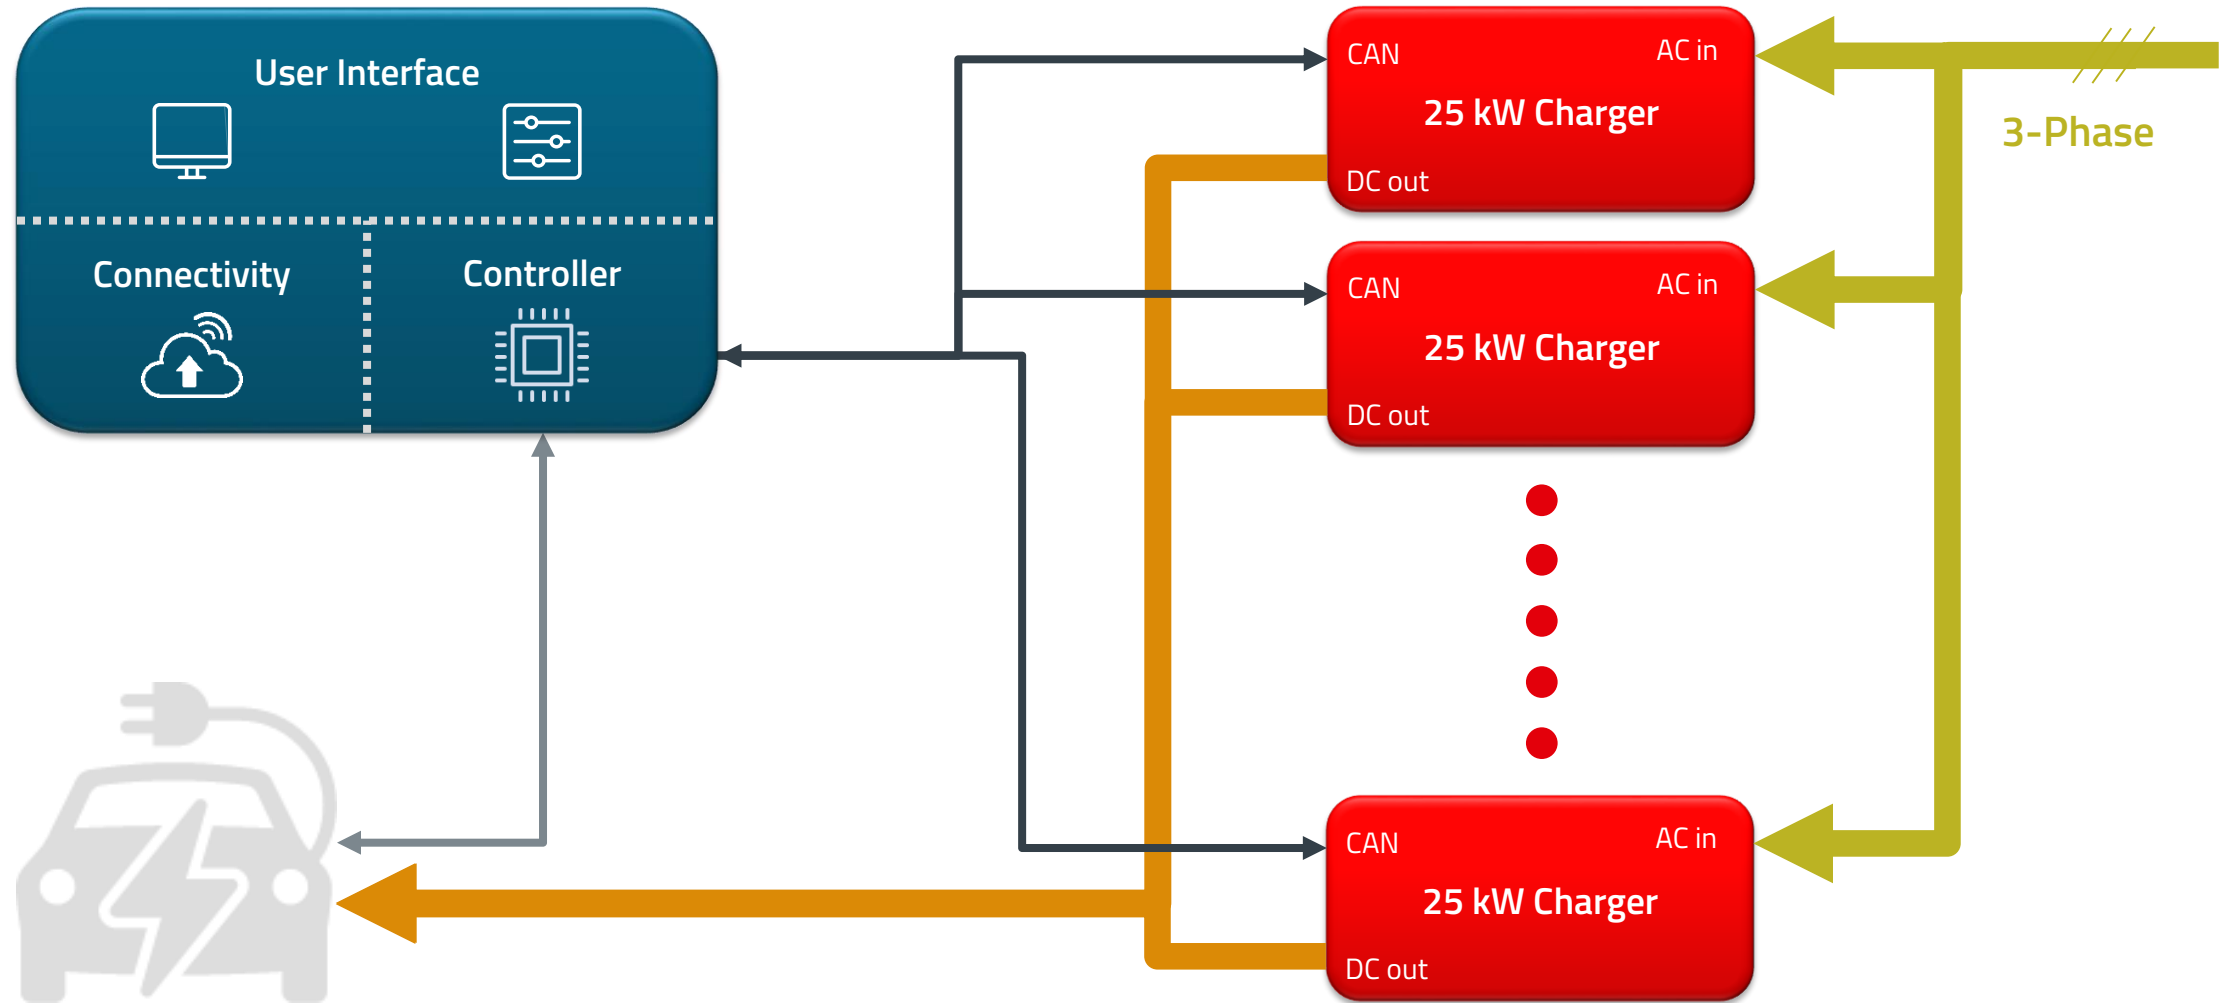 User Interface
Connectivity
Controller
CAN
AC in
25 kW Charger
DC out
3-Phase
CAN
AC in
25 kW Charger
DC out
CAN
AC in
25 kW Charger
DC out